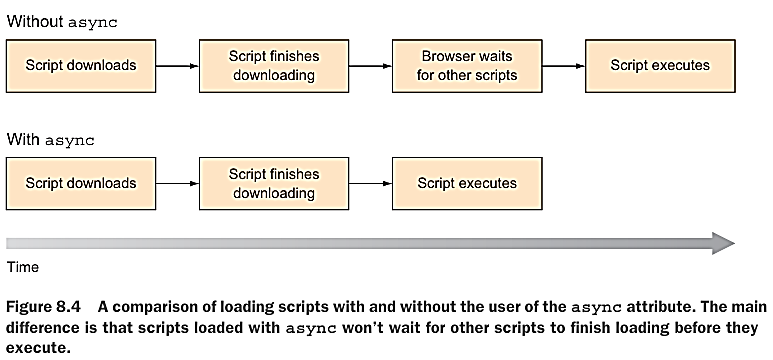 Without async
Script downloads
Script finishes
downloading
Browser waits
for other scripts
Script executes
With async
Script downloads
Script finishes
downloading
Script executes
Time
Figure 8.4 A comparison of loading scripts with and without the user of the async attribute. The main
difference is that scripts loaded with async won't wait for other scripts to finish loading before they
execute.